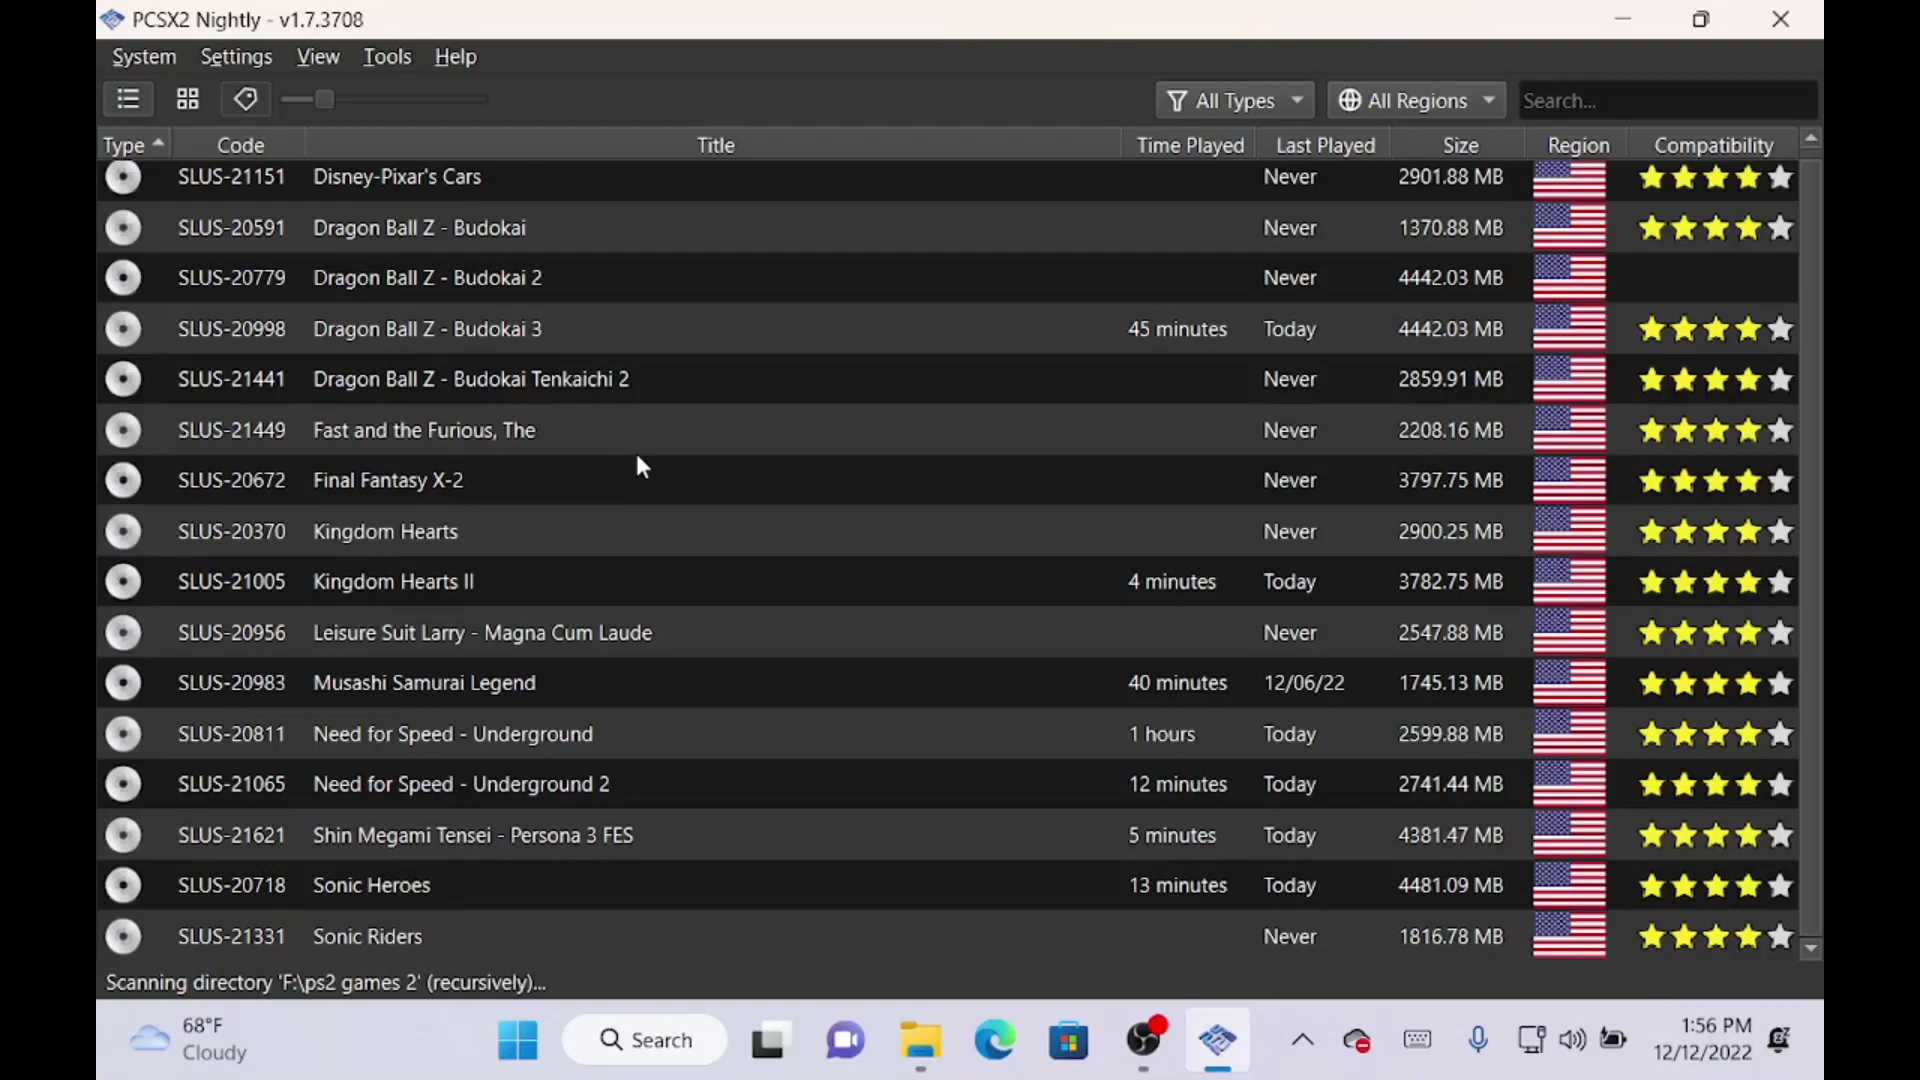 PCSX2 Nightly - v1.7.3708
System Settings View Tools Help
All Types All Regions Search...
Type Code Title Time Played Last Played Size Region Compatibility
SLUS-21151 Disney-Pixar's Cars Never 2901.88 MB
SLUS-20591 Dragon Ball Z - Budokai Never 1370.88 MB
SLUS-20779 Dragon Ball Z - Budokai 2 Never 4442.03 MB
SLUS-20998 Dragon Ball Z - Budokai 3 45 minutes Today 4442.03 MB
SLUS-21441 Dragon Ball Z - Budokai Tenkaichi 2 Never 2859.91 MB
SLUS-21449 Fast and the Furious, The Never 2208.16 MB
SLUS-20672 Final Fantasy X-2 Never 3797.75 MB
SLUS-20370 Kingdom Hearts Never 2900.25 MB
SLUS-21005 Kingdom Hearts II 4 minutes Today 3782.75 MB
SLUS-20956 Leisure Suit Larry - Magna Cum Laude Never 2547.88 MB
SLUS-20983 Musashi Samurai Legend 40 minutes 12/06/22 1745.13 MB
SLUS-20811 Need for Speed - Underground 1 hours Today 2599.88 MB
SLUS-21065 Need for Speed - Underground 2 12 minutes Today 2741.44 MB
SLUS-21621 Shin Megami Tensei - Persona 3 FES 5 minutes Today 4381.47 MB
SLUS-20718 Sonic Heroes 13 minutes Today 4481.09 MB
SLUS-21331 Sonic Riders Never 1816.78 MB
Scanning directory 'F:\ps2 games 2' (recursively)...
68°F
Cloudy
Search
1:56 PM
12/12/2022